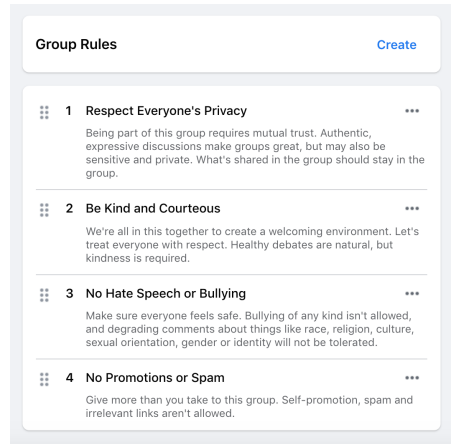 Group Rules
Create
1 Respect Everyone's Privacy
Being part of this group requires mutual trust. Authentic,
expressive discussions make groups great, but may also be
sensitive and private. What's shared in the group should stay in the
group.
2 Be Kind and Courteous
We're all in this together to create a welcoming environment. Let's
treat everyone with respect. Healthy debates are natural, but
kindness is required.
3 No Hate Speech or Bullying
Make sure everyone feels safe. Bullying of any kind isn't allowed,
and degrading comments about things like race, religion, culture,
sexual orientation, gender or identity will not be tolerated.
4 No Promotions or Spam
Give more than you take to this group. Self-promotion, spam and
irrelevant links aren't allowed.